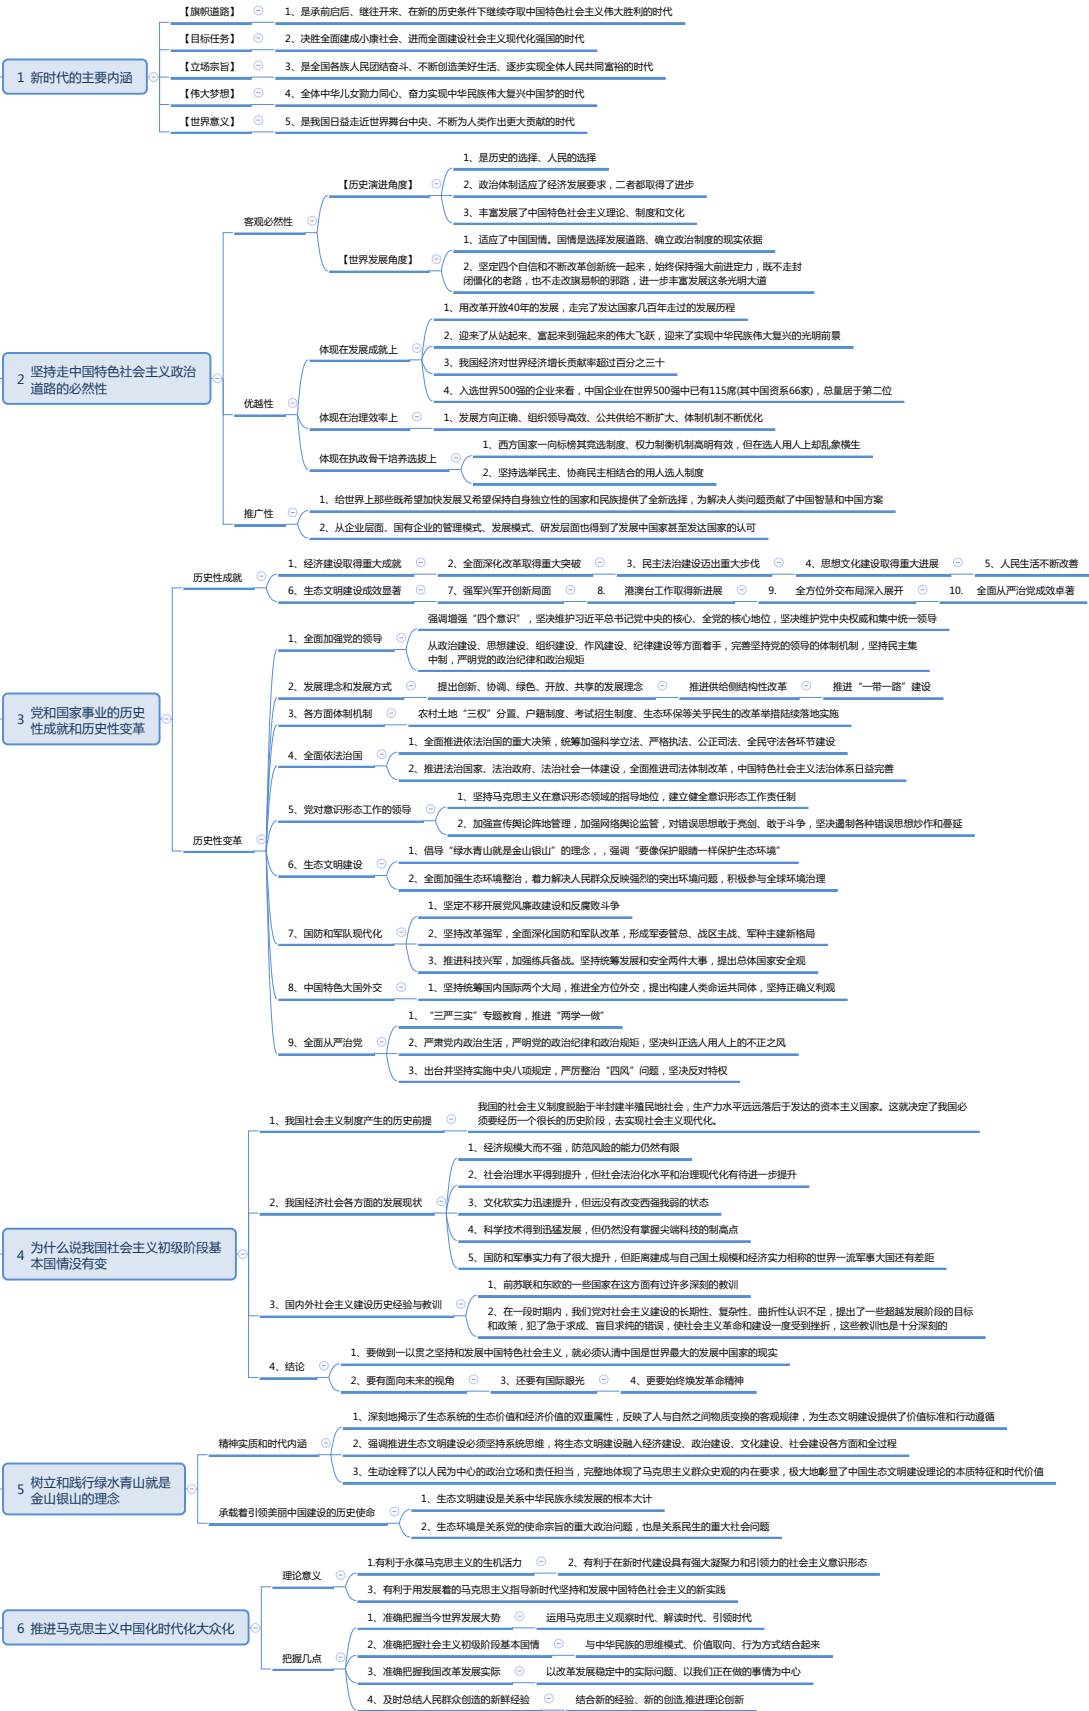 1 新时代的主要内涵
【旗帜道路】
1、是承前启后、继往开来、在新的历史条件下继续夺取中国特色社会主义伟大胜利的时代
【目标任务】
2、决胜全面建成小康社会、进而全面建设社会主义现代化强国的时代
【立场宗旨】
3、是全国各族人民团结奋斗、不断创造美好生活、逐步实现全体人民共同富裕的时代
【伟大梦想】
4、全体中华儿女勠力同心、奋力实现中华民族伟大复兴中国梦的时代
【世界意义】
5、是我国日益走近世界舞台中央、不断为人类作出更大贡献的时代
2 坚持走中国特色社会主义政治
道路的必然性
客观必然性
【历史演进角度】
1、是历史的选择、人民的选择
2、政治体制适应了经济发展要求，二者都取得了进步
3、丰富发展了中国特色社会主义理论、制度和文化
【世界发展角度】
1、适应了中国国情。国情是选择发展道路、确立政治制度的现实依据
2、坚定四个自信和不断改革创新统一起来，始终保持强大前进定力，既不走封
闭僵化的老路，也不走改旗易帜的邪路，进一步丰富发展这条光明大道
优越性
体现在发展成就上
1、用改革开放40年的发展，走完了发达国家几百年走过的发展历程
2、迎来了从站起来、富起来到强起来的伟大飞跃，迎来了实现中华民族伟大复兴的光明前景
3、我国经济对世界经济增长贡献率超过百分之三十
4、入选世界500强的企业来看，中国企业在世界500强中已有115席(其中国资系66家)，总量居于第二位
体现在治理效率上
1、发展方向正确、组织领导高效、公共供给不断扩大、体制机制不断优化
体现在执政骨干培养选拔上
1、西方国家一向标榜其竞选制度、权力制衡机制高明有效，但在选人用人上却乱象横生
2、坚持选举民主、协商民主相结合的用人选人制度
推广性
1、给世界上那些既希望加快发展又希望保持自身独立性的国家和民族提供了全新选择，为解决人类问题贡献了中国智慧和中国方案
2、从企业层面、国有企业的管理模式、发展模式、研发层面也得到了发展中国家甚至发达国家的认可
3 党和国家事业的历史
性成就和历史性变革
历史性成就
1、经济建设取得重大成就
2、全面深化改革取得重大突破
3、民主法治建设迈出重大步伐
4、思想文化建设取得重大进展
5、人民生活不断改善
6、生态文明建设成效显著
7、强军兴军开创新局面
8. 港澳台工作取得新进展
9. 全方位外交布局深入展开
10. 全面从严治党成效卓著
历史性变革
1、全面加强党的领导
强调增强“四个意识”，坚决维护习近平总书记党中央的核心、全党的核心地位，坚决维护党中央权威和集中统一领导
从政治建设、思想建设、组织建设、作风建设、纪律建设等方面着手，完善坚持党的领导的体制机制，坚持民主集
中制，严明党的政治纪律和政治规矩
2、发展理念和发展方式
提出创新、协调、绿色、开放、共享的发展理念
推进供给侧结构性改革
推进“一带一路”建设
3、各方面体制机制
农村土地“三权”分置、户籍制度、考试招生制度、生态环保等关乎民生的改革举措陆续落地实施
4、全面依法治国
1、全面推进依法治国的重大决策，统筹加强科学立法、严格执法、公正司法、全民守法各环节建设
2、推进法治国家、法治政府、法治社会一体建设，全面推进司法体制改革，中国特色社会主义法治体系日益完善
5、党对意识形态工作的领导
1、坚持马克思主义在意识形态领域的指导地位，建立健全意识形态工作责任制
2、加强宣传舆论阵地管理，加强网络舆论监管，对错误思想敢于亮剑、敢于斗争，坚决遏制各种错误思想炒作和蔓延
6、生态文明建设
1、倡导“绿水青山就是金山银山”的理念，，强调“要像保护眼睛一样保护生态环境”
2、全面加强生态环境整治，着力解决人民群众反映强烈的突出环境问题，积极参与全球环境治理
7、国防和军队现代化
1、坚定不移开展党风廉政建设和反腐败斗争
2、坚持改革强军，全面深化国防和军队改革，形成军委管总、战区主战、军种主建新格局
3、推进科技兴军，加强练兵备战。坚持统筹发展和安全两件大事，提出总体国家安全观
8、中国特色大国外交
1、坚持统筹国内国际两个大局，推进全方位外交，提出构建人类命运共同体，坚持正确义利观
9、全面从严治党
1、“三严三实”专题教育，推进“两学一做”
2、严肃党内政治生活，严明党的政治纪律和政治规矩，坚决纠正选人用人上的不正之风
3、出台并坚持实施中央八项规定，严厉整治“四风”问题，坚决反对特权
4 为什么说我国社会主义初级阶段基
本国情没有变
1、我国社会主义制度产生的历史前提
我国的社会主义制度脱胎于半封建半殖民地社会，生产力水平远远落后于发达的资本主义国家。这就决定了我国必
须要经历一个很长的历史阶段，去实现社会主义现代化。
2、我国经济社会各方面的发展现状
1、经济规模大而不强，防范风险的能力仍然有限
2、社会治理水平得到提升，但社会法治化水平和治理现代化有待进一步提升
3、文化软实力迅速提升，但远没有改变西强我弱的状态
4、科学技术得到迅猛发展，但仍然没有掌握尖端科技的制高点
5、国防和军事实力有了很大提升，但距离建成与自己国土规模和经济实力相称的世界一流军事大国还有差距
3、国内外社会主义建设历史经验与教训
1、前苏联和东欧的一些国家在这方面有过许多深刻的教训
2、在一段时期内，我们党对社会主义建设的长期性、复杂性、曲折性认识不足，提出了一些超越发展阶段的目标
和政策，犯了急于求成、盲目求纯的错误，使社会主义革命和建设一度受到挫折，这些教训也是十分深刻的
4、结论
1、要做到一以贯之坚持和发展中国特色社会主义，就必须认清中国是世界最大的发展中国家的现实
2、要有面向未来的视角
3、还要有国际眼光
4、更要始终焕发革命精神
5 树立和践行绿水青山就是
金山银山的理念
精神实质和时代内涵
1、深刻地揭示了生态系统的生态价值和经济价值的双重属性，反映了人与自然之间物质变换的客观规律，为生态文明建设提供了价值标准和行动遵循
2、强调推进生态文明建设必须坚持系统思维，将生态文明建设融入经济建设、政治建设、文化建设、社会建设各方面和全过程
3、生动诠释了以人民为中心的政治立场和责任担当，完整地体现了马克思主义群众史观的内在要求，极大地彰显了中国生态文明建设理论的本质特征和时代价值
承载着引领美丽中国建设的历史使命
1、生态文明建设是关系中华民族永续发展的根本大计
2、生态环境是关系党的使命宗旨的重大政治问题，也是关系民生的重大社会问题
6 推进马克思主义中国化时代化大众化
理论意义
1.有利于永葆马克思主义的生机活力
2、有利于在新时代建设具有强大凝聚力和引领力的社会主义意识形态
3、有利于用发展着的马克思主义指导新时代坚持和发展中国特色社会主义的新实践
把握几点
1、准确把握当今世界发展大势
运用马克思主义观察时代、解读时代、引领时代
2、准确把握社会主义初级阶段基本国情
与中华民族的思维模式、价值取向、行为方式结合起来
3、准确把握我国改革发展实际
以改革发展稳定中的实际问题、以我们正在做的事情为中心
4、及时总结人民群众创造的新鲜经验
结合新的经验、新的创造,推进理论创新